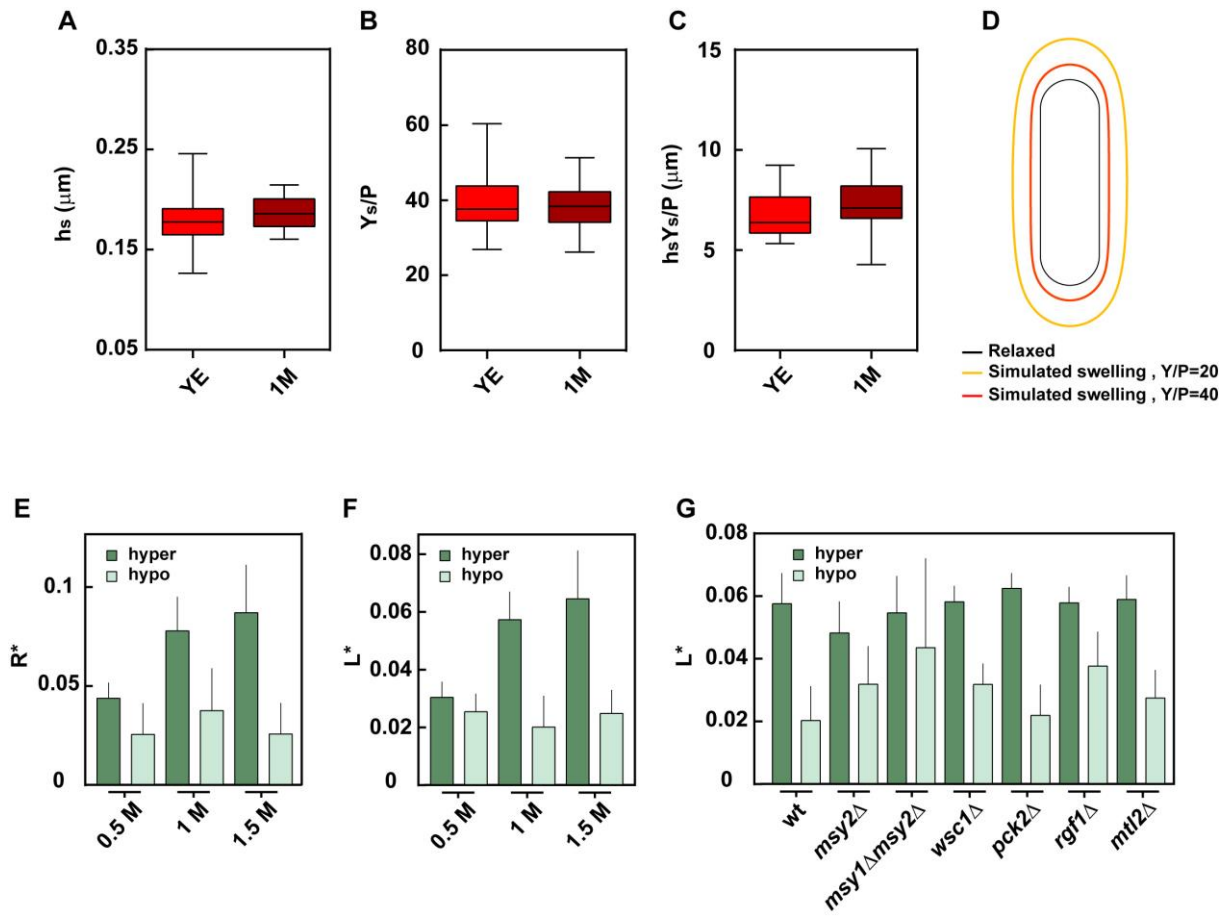 A
hs (μm)
0.35
0.25
0.15
0.05
YE
1M
B
Ys/P
80
60
40
20
0
YE
1M
C
hsYs/P (μm)
15
10
5
0
YE
1M
D
Relaxed
Simulated swelling , Y/P=20
Simulated swelling , Y/P=40
E
R*
hyper
hypo
0.1
0.05
0
0.5 M
1 M
1.5 M
F
L*
hyper
hypo
0.08
0.06
0.04
0.02
0
0.5 M
1 M
1.5 M
G
L*
hyper
hypo
0.08
0.06
0.04
0.02
0
wt
msy2Δ
msy1Δmsy2Δ
wsc1Δ
pck2Δ
rgf1Δ
mtl2Δ